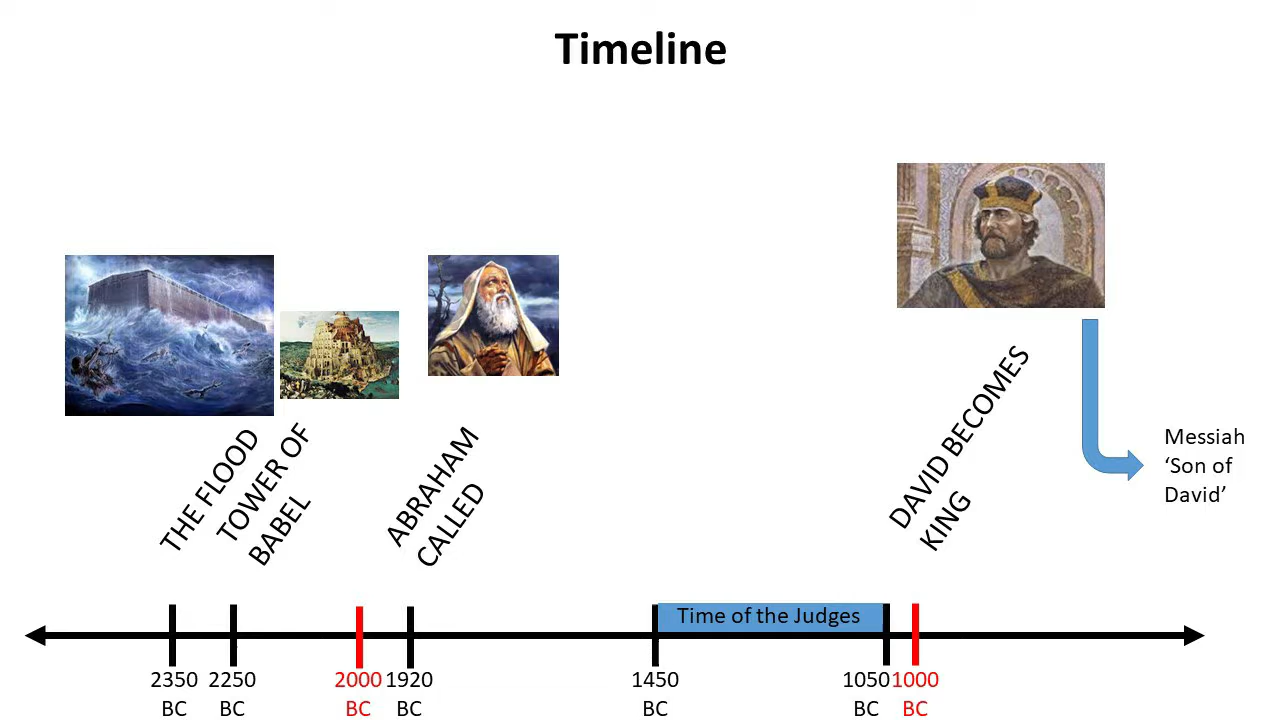 Timeline
THE FLOOD
TOWER OF
BABEL
ABRAHAM
CALLED
DAVID BECOMES
KING
Messiah
‘Son of
David’
Time of the Judges
2350
BC
2250
BC
2000
BC
1920
BC
1450
BC
1050
BC
1000
BC